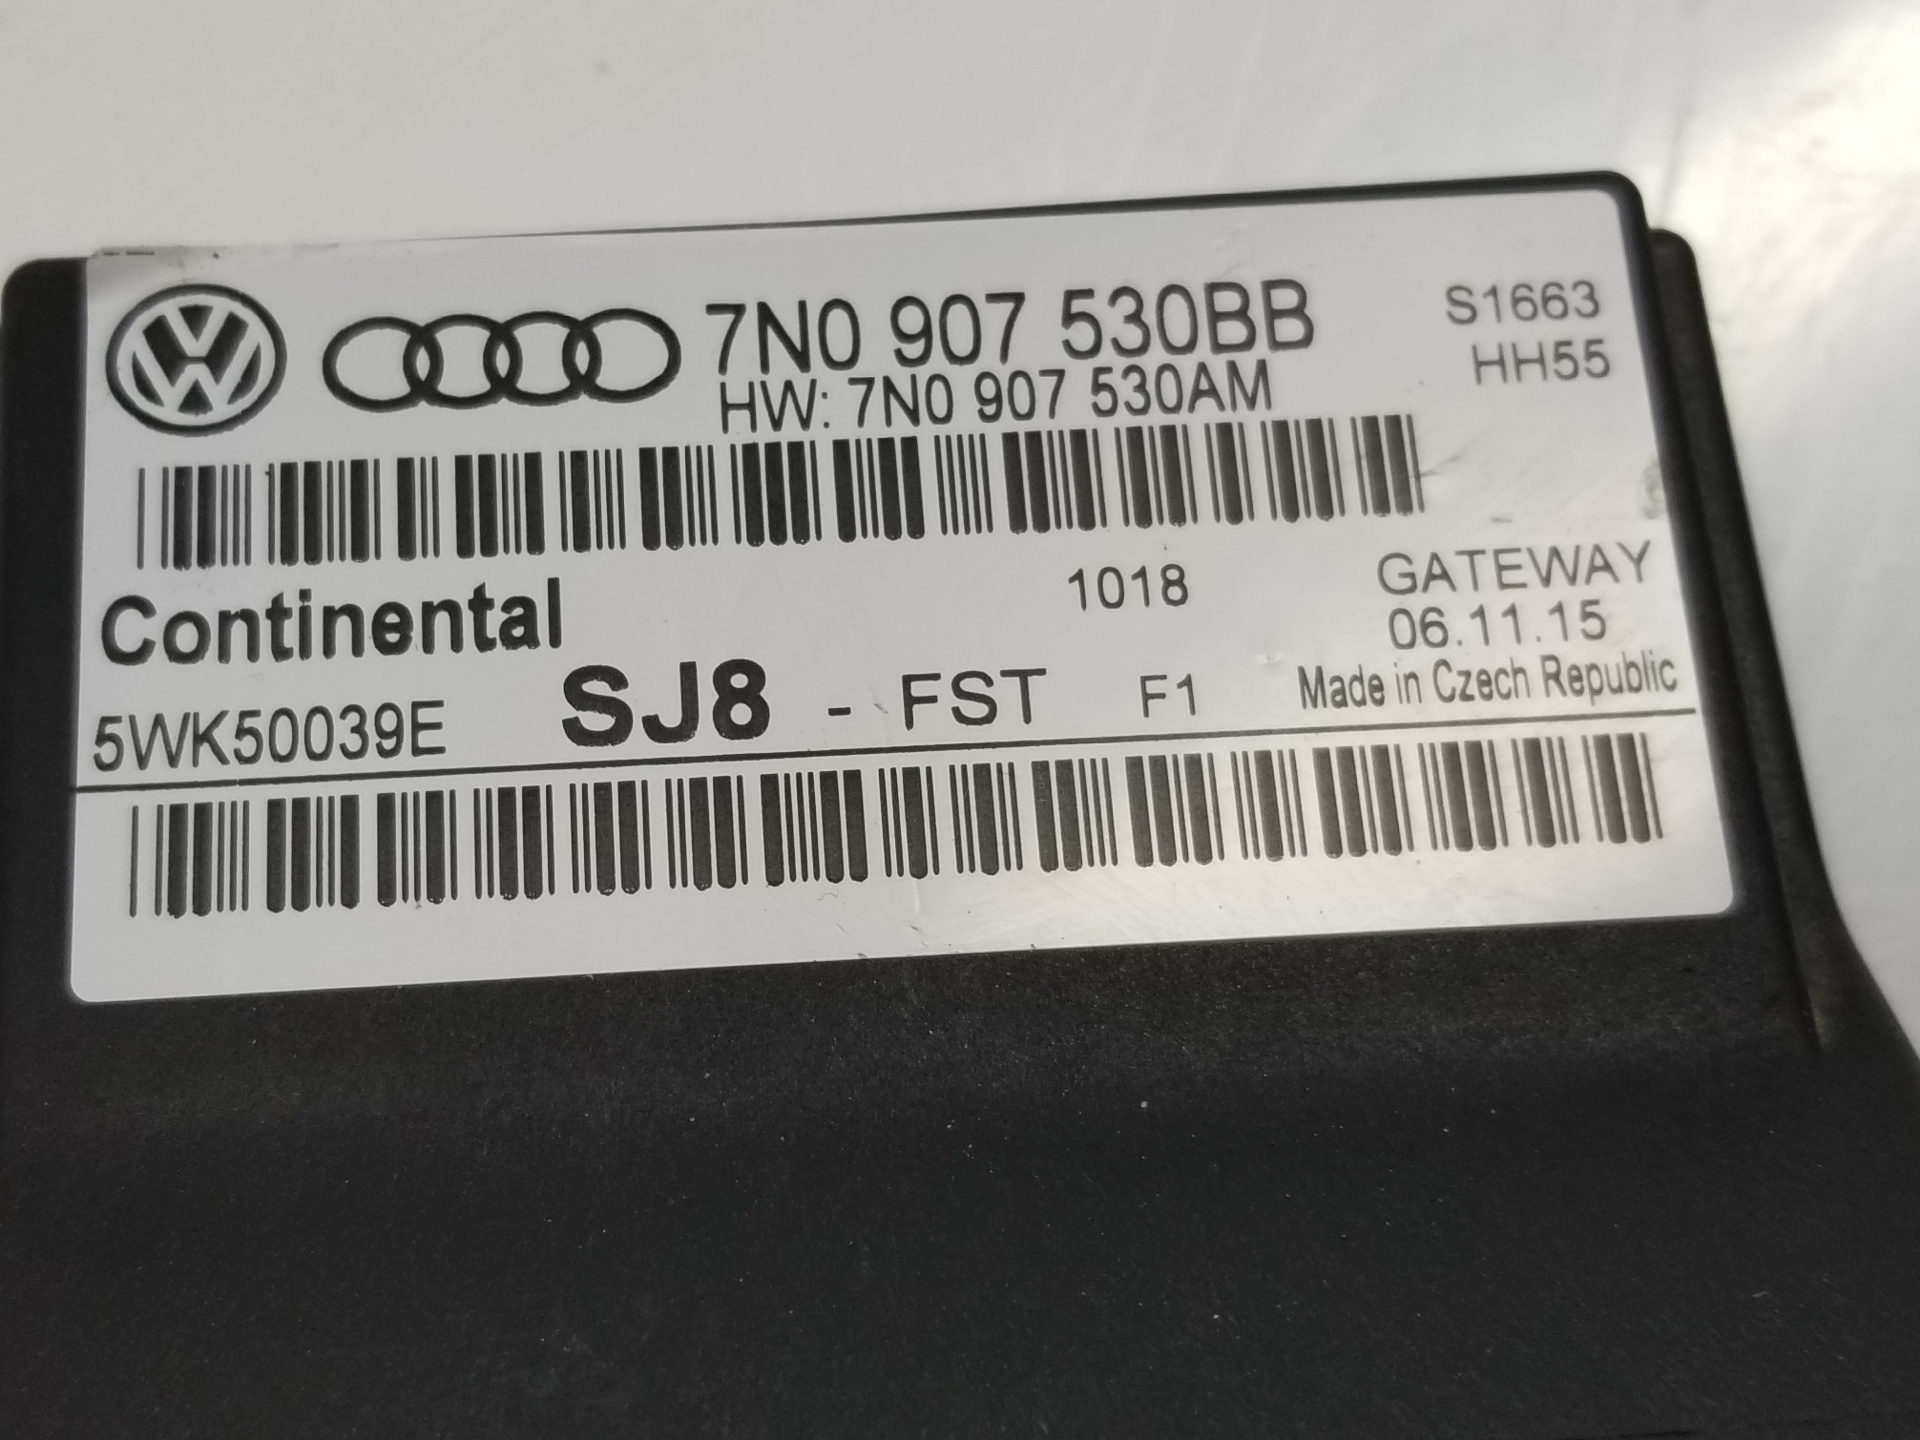 7N0 907 530BB
HW: 7N0 907 530AM
S1663
HH55
Continental
1018
GATEWAY
06.11.15
Made in Czech Republic
5WK50039E
SJ8 - FST F1